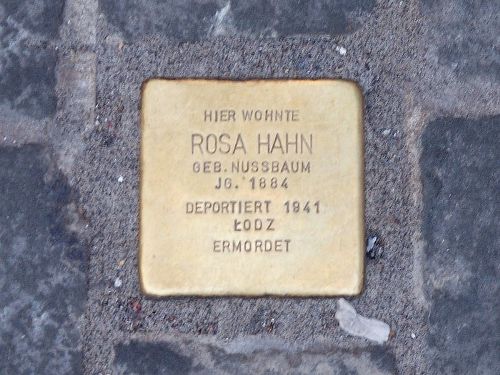 HIER WOHNTE
ROSA HAHN
GEB. NUSSBAUM
JG. 1884
DEPORTIERT 1941
ŁODZ
ERMORDET